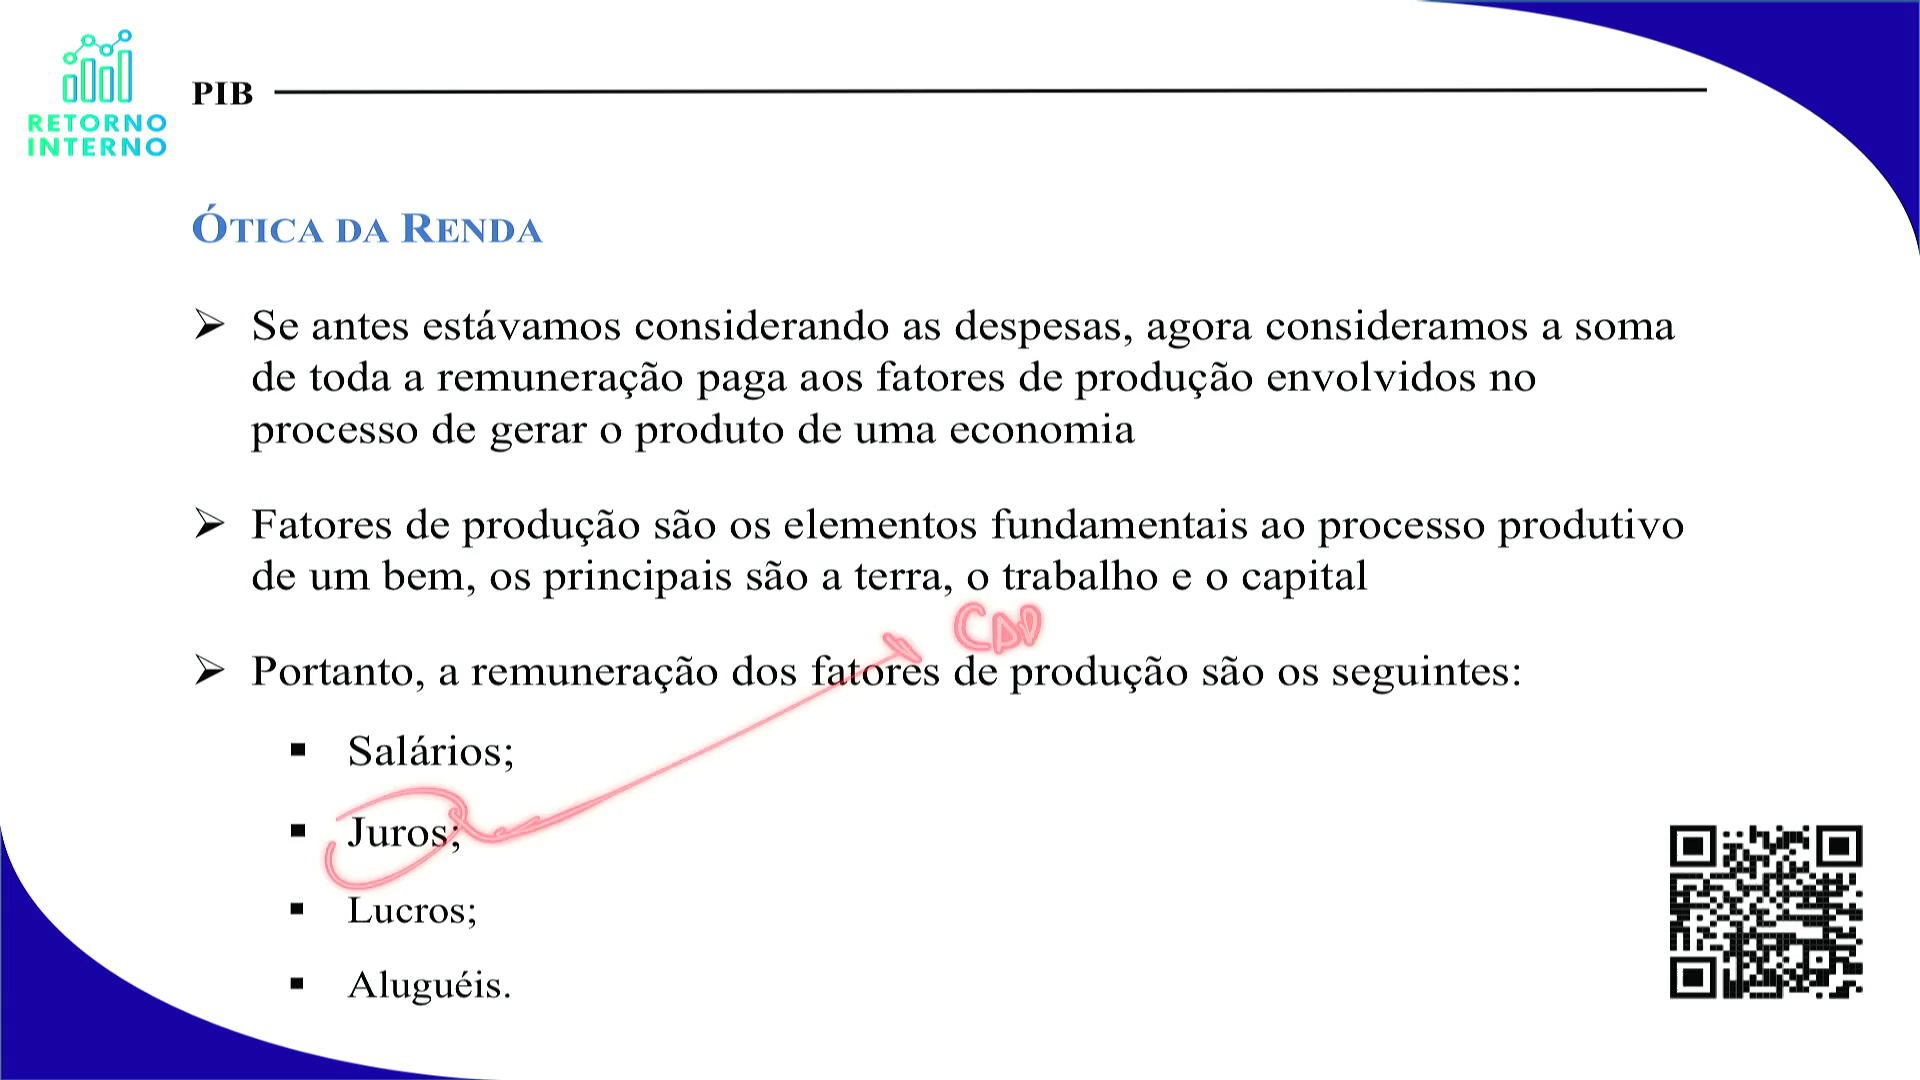 RETORNO
INTERNO
PIB
ÓTICA DA RENDA
Se antes estávamos considerando as despesas, agora consideramos a soma
de toda a remuneração paga aos fatores de produção envolvidos no
processo de gerar o produto de uma economia
Fatores de produção são os elementos fundamentais ao processo produtivo
de um bem, os principais são a terra, o trabalho e o capital
Portanto, a remuneração dos fatores de produção são os seguintes:
Salários;
Juros;
Lucros;
Aluguéis.